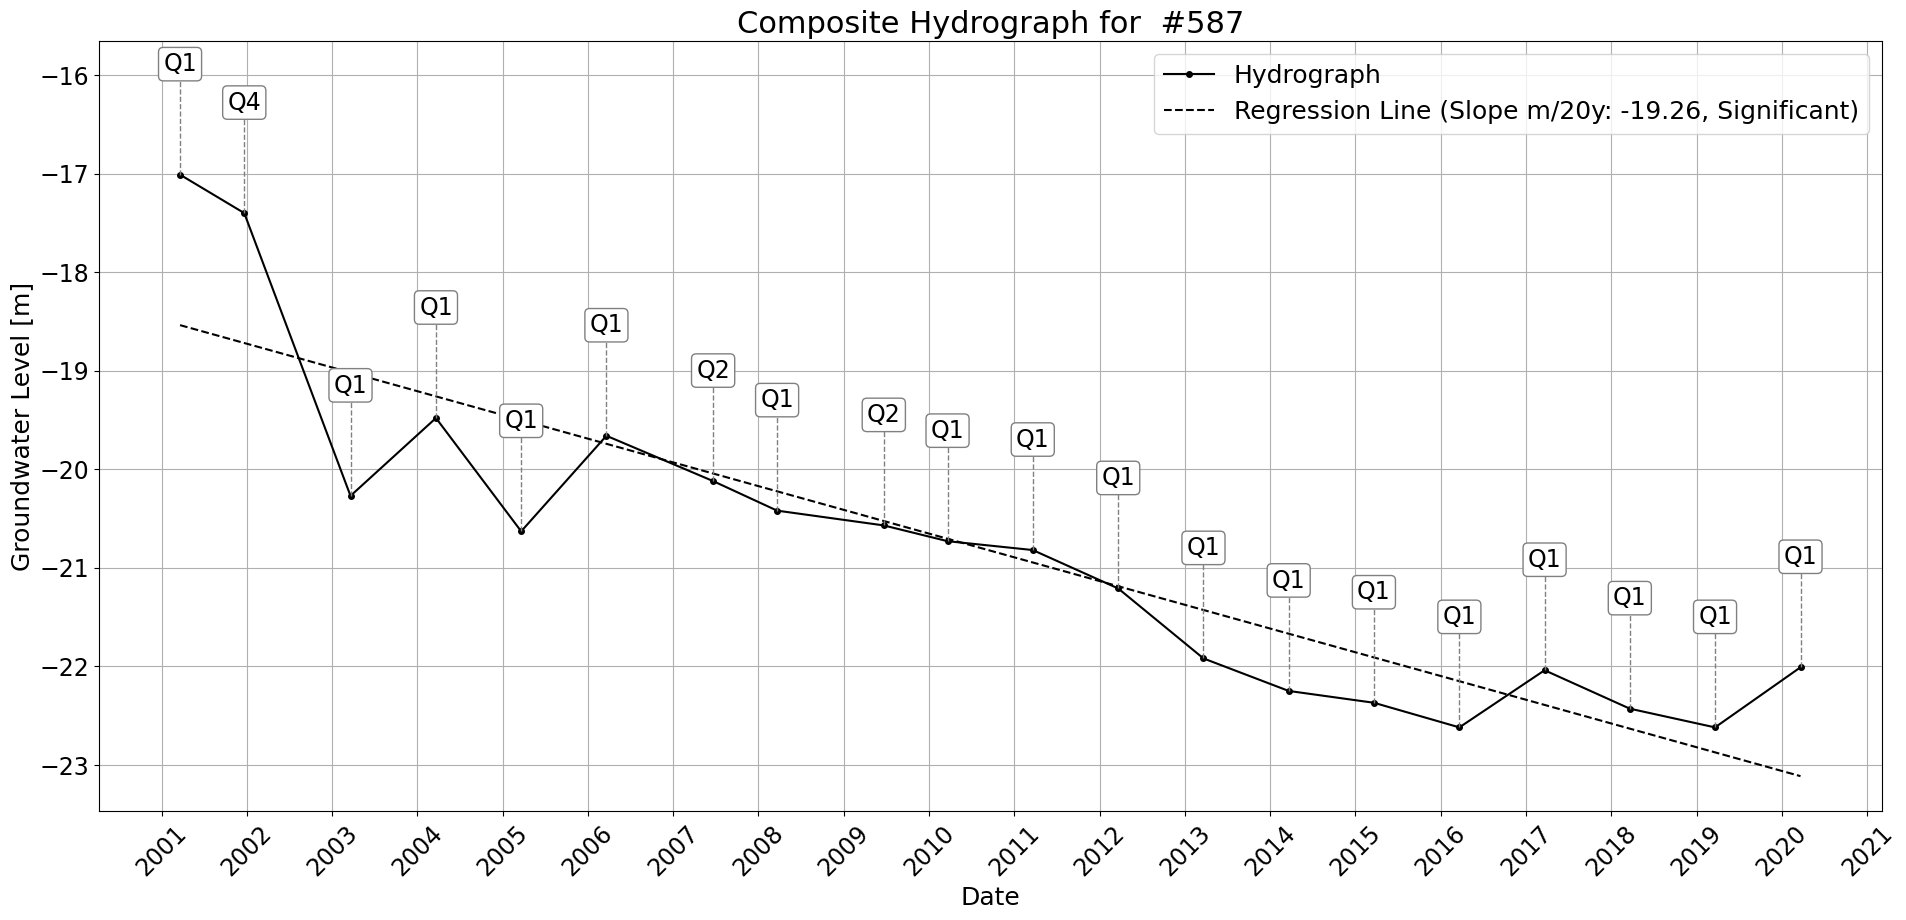 Composite Hydrograph for  #587
Hydrograph
Regression Line (Slope m/20y: -19.26, Significant)
Groundwater Level [m]
−16
−17
−18
−19
−20
−21
−22
−23
Q1
Q4
Q1
Q1
Q1
Q1
Q2
Q1
Q2
Q1
Q1
Q1
Q1
Q1
Q1
Q1
Q1
Q1
Q1
Q1
2001
2002
2003
2004
2005
2006
2007
2008
2009
2010
2011
2012
2013
2014
2015
2016
2017
2018
2019
2020
2021
Date